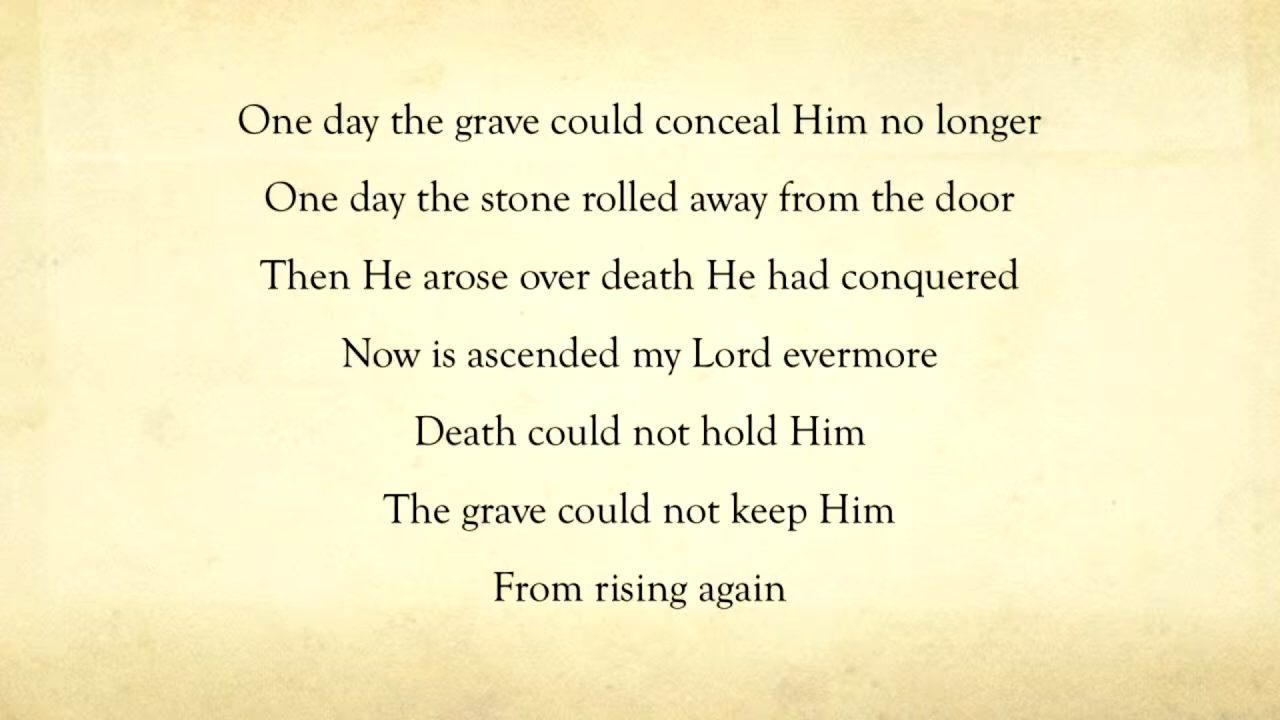 One day the grave could conceal Him no longer
One day the stone rolled away from the door
Then He arose over death He had conquered
Now is ascended my Lord evermore
Death could not hold Him
The grave could not keep Him
From rising again